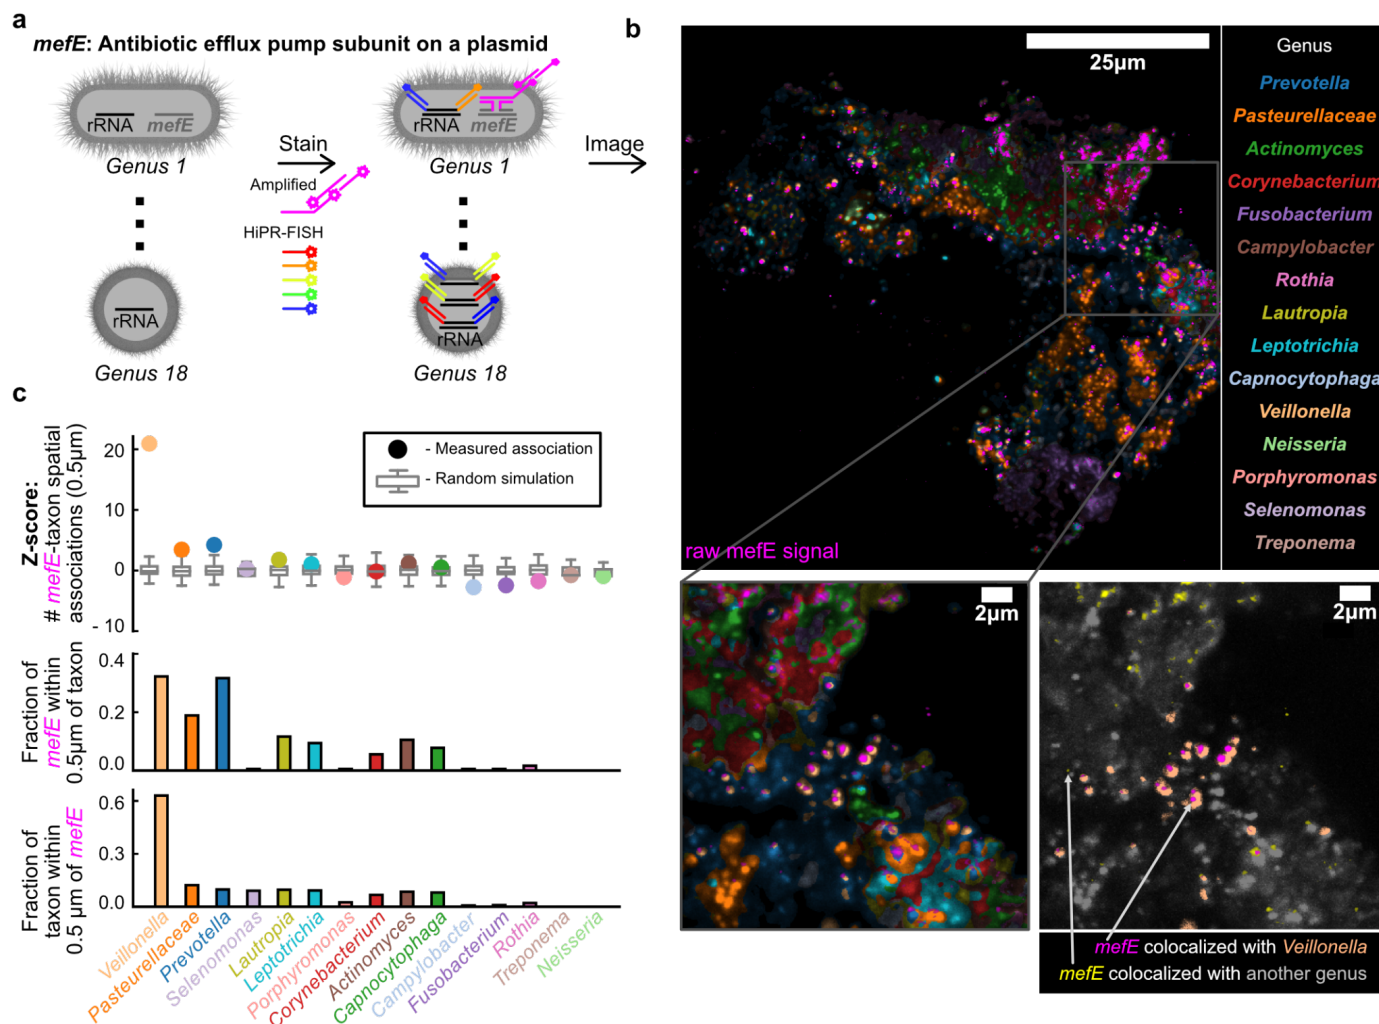 a
mefE: Antibiotic efflux pump subunit on a plasmid
rRNA
mefE
Genus 1
Stain
Amplified
HiPR-FISH
rRNA
mefE
Genus 1
Image
rRNA
Genus 18
rRNA
Genus 18
b
25µm
raw mefE signal
Genus
Prevotella
Pasteurellaceae
Actinomyces
Corynebacterium
Fusobacterium
Campylobacter
Rothia
Lautropia
Leptotrichia
Capnocytophaga
Veillonella
Neisseria
Porphyromonas
Selenomonas
Treponema
2µm
2µm
mefE colocalized with Veillonella
mefE colocalized with another genus
c
Z-score:
# mefE-taxon spatial
associations (0.5µm)
20
10
0
- 10
- Measured association
- Random simulation
Fraction of
mefE within
0.5µm of taxon
0.4
0.2
0.0
Fraction of
taxon within
0.5 µm of mefE
0.6
0.3
0.0
Veillonella
Pasteurellaceae
Prevotella
Selenomonas
Lautropia
Leptotrichia
Porphyromonas
Corynebacterium
Actinomyces
Capnocytophaga
Campylobacter
Fusobacterium
Rothia
Treponema
Neisseria